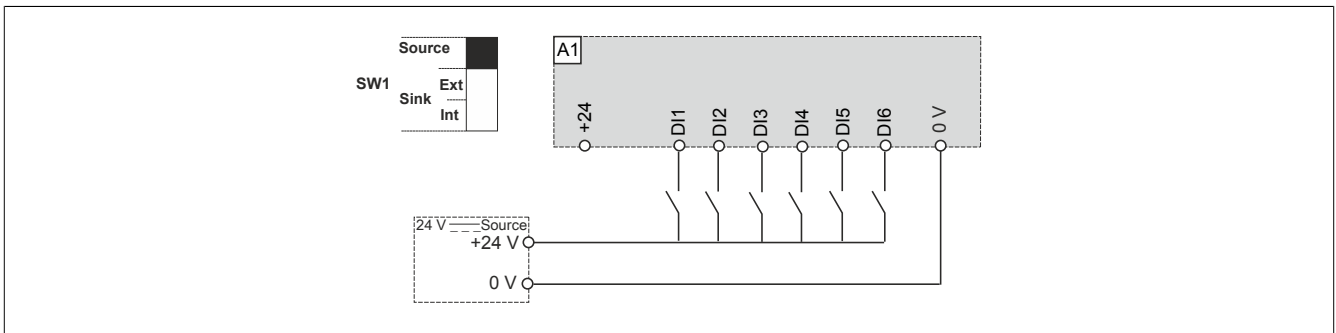 Source
SW1
Sink
Ext
Int
A1
+24
DI1
DI2
DI3
DI4
DI5
DI6
0 V
24 V Source
+24 V
0 V